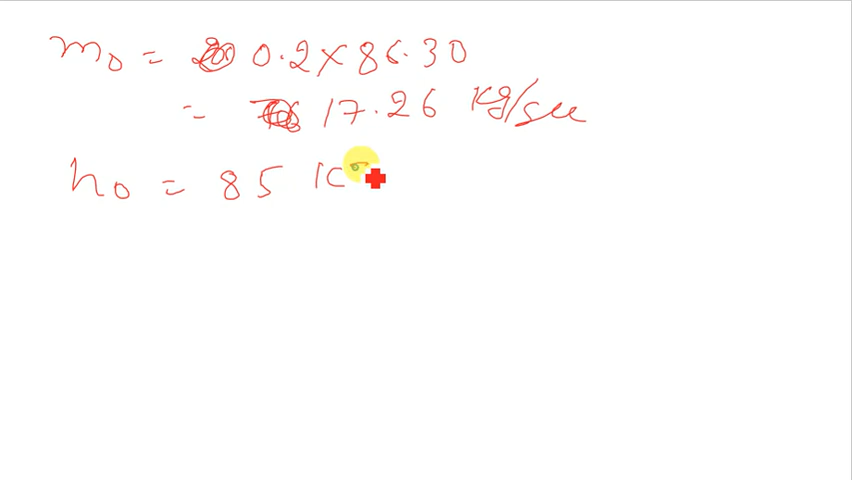 m₀ = 0.2 × 86.30
= 17.26 Kg/sec
h₀ = 85 K